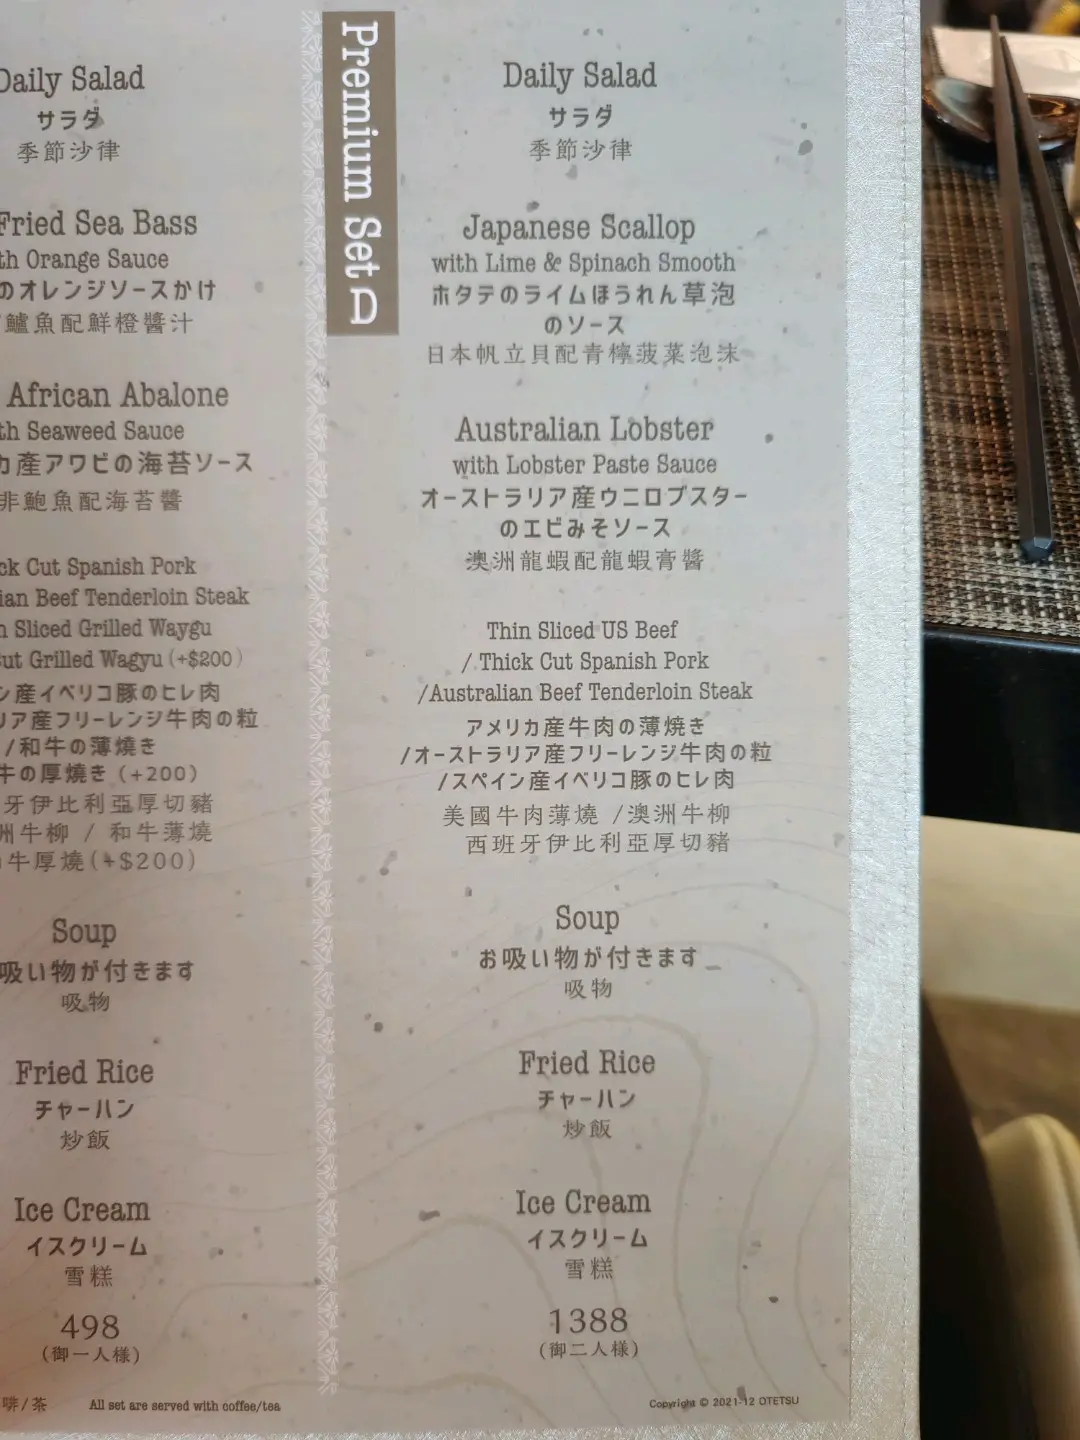 Daily Salad
サラダ
季節沙律
Fried Sea Bass
Orange Sauce
のオレンジソースかけ
鱸魚配鮮橙醬汁
African Abalone
Seaweed Sauce
産アワビの海苔ソース
非鮑魚配海苔醬
Cut Spanish Pork
Beef Tenderloin Steak
Sliced Grilled Waygu
Grilled Wagyu (+$200)
産イベリコ豚のヒレ肉
リア産フリーレンジ牛肉の粒
/和牛の薄焼き
牛の厚焼き (+200)
牙伊比利亞厚切豬
洲牛柳 / 和牛薄燒
牛厚燒(+$200)
Soup
吸い物が付きます
吸物
Fried Rice
チャーハン
炒飯
Ice Cream
イスクリーム
雪糕
498
(御一人様)
啡/茶 All set are served with coffee/tea
Premium Set D
Daily Salad
サラダ
季節沙律
Japanese Scallop
with Lime & Spinach Smooth
ホタテのライムほうれん草泡
のソース
日本帆立貝配青檸菠菜泡沫
Australian Lobster
with Lobster Paste Sauce
オーストラリア産ウニロブスター
のエビみそソース
澳洲龍蝦配龍蝦膏醬
Thin Sliced US Beef
/ Thick Cut Spanish Pork
/Australian Beef Tenderloin Steak
アメリカ産牛肉の薄焼き
/オーストラリア産フリーレンジ牛肉の粒
/スペイン産イベリコ豚のヒレ肉
美國牛肉薄燒 /澳洲牛柳
西班牙伊比利亞厚切豬
Soup
お吸い物が付きます
吸物
Fried Rice
チャーハン
炒飯
Ice Cream
イスクリーム
雪糕
1388
(御二人様)
Copyright © 2021-12 OTETSU